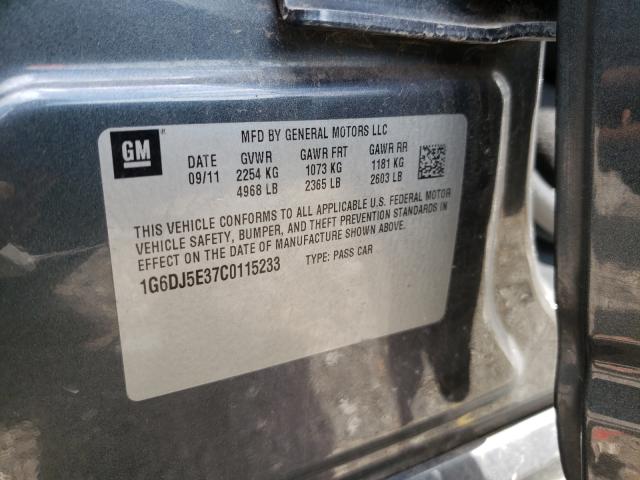 GM
MFD BY GENERAL MOTORS LLC
DATE GVWR GAWR FRT GAWR RR
09/11 2254 KG 1073 KG 1181 KG
4968 LB 2365 LB 2603 LB
THIS VEHICLE CONFORMS TO ALL APPLICABLE U.S. FEDERAL MOTOR
VEHICLE SAFETY, BUMPER, AND THEFT PREVENTION STANDARDS IN
EFFECT ON THE DATE OF MANUFACTURE SHOWN ABOVE.
1G6DJ5E37C0115233 TYPE: PASS CAR